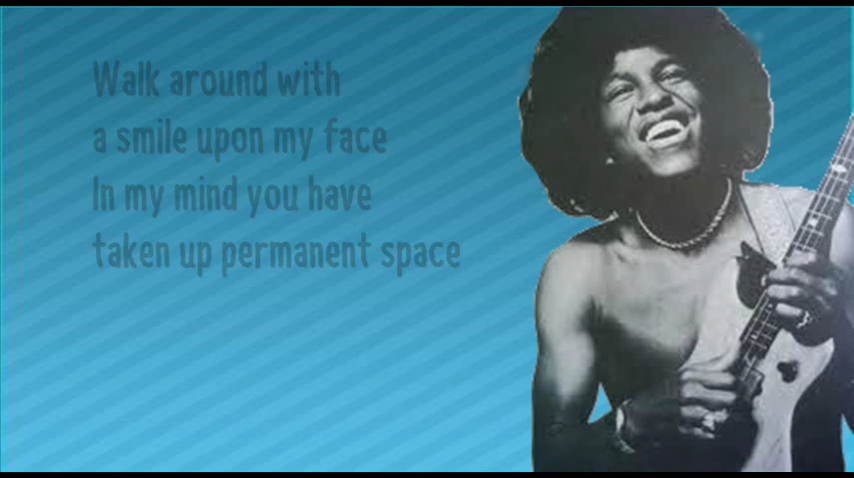 Walk around with
a smile upon my face
In my mind you have
taken up permanent space